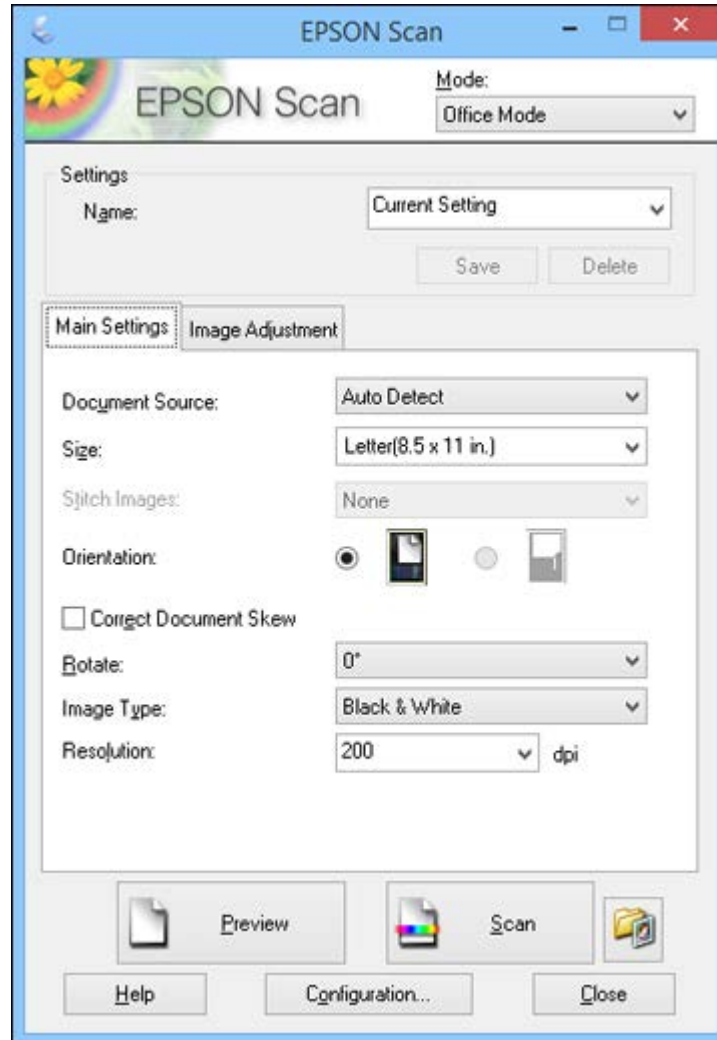 EPSON Scan
EPSON Scan
Mode:
Office Mode
Settings
Name:
Current Setting
Save
Delete
Main Settings
Image Adjustment
Document Source:
Auto Detect
Size:
Letter(8.5 x 11 in.)
Stitch Images:
None
Orientation:
Correct Document Skew
Rotate:
0°
Image Type:
Black & White
Resolution:
200
dpi
Preview
Scan
Help
Configuration...
Close